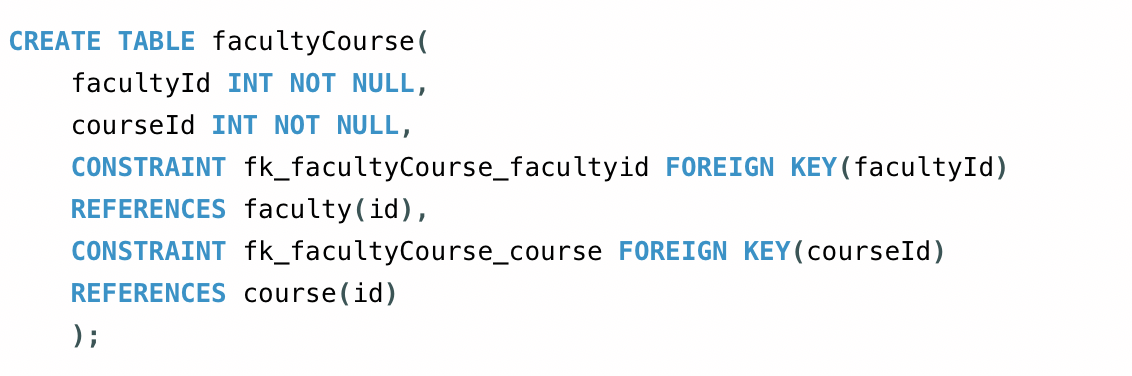 CREATE TABLE facultyCourse(
    facultyId INT NOT NULL,
    courseId INT NOT NULL,
    CONSTRAINT fk_facultyCourse_facultyid FOREIGN KEY(facultyId)
    REFERENCES faculty(id),
    CONSTRAINT fk_facultyCourse_course FOREIGN KEY(courseId)
    REFERENCES course(id)
    );